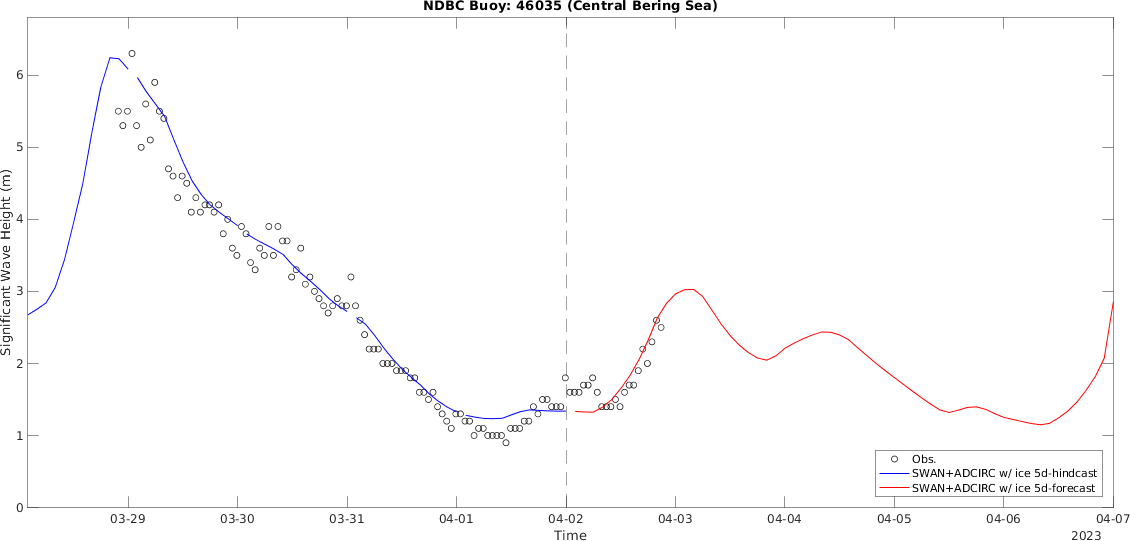 NDBC Buoy: 46035 (Central Bering Sea)
Significant Wave Height (m)
6
5
4
3
2
1
0
Obs.
SWAN+ADCIRC w/ ice 5d-hindcast
SWAN+ADCIRC w/ ice 5d-forecast
03-29 03-30 03-31 04-01 04-02 04-03 04-04 04-05 04-06 04-07
Time
2023